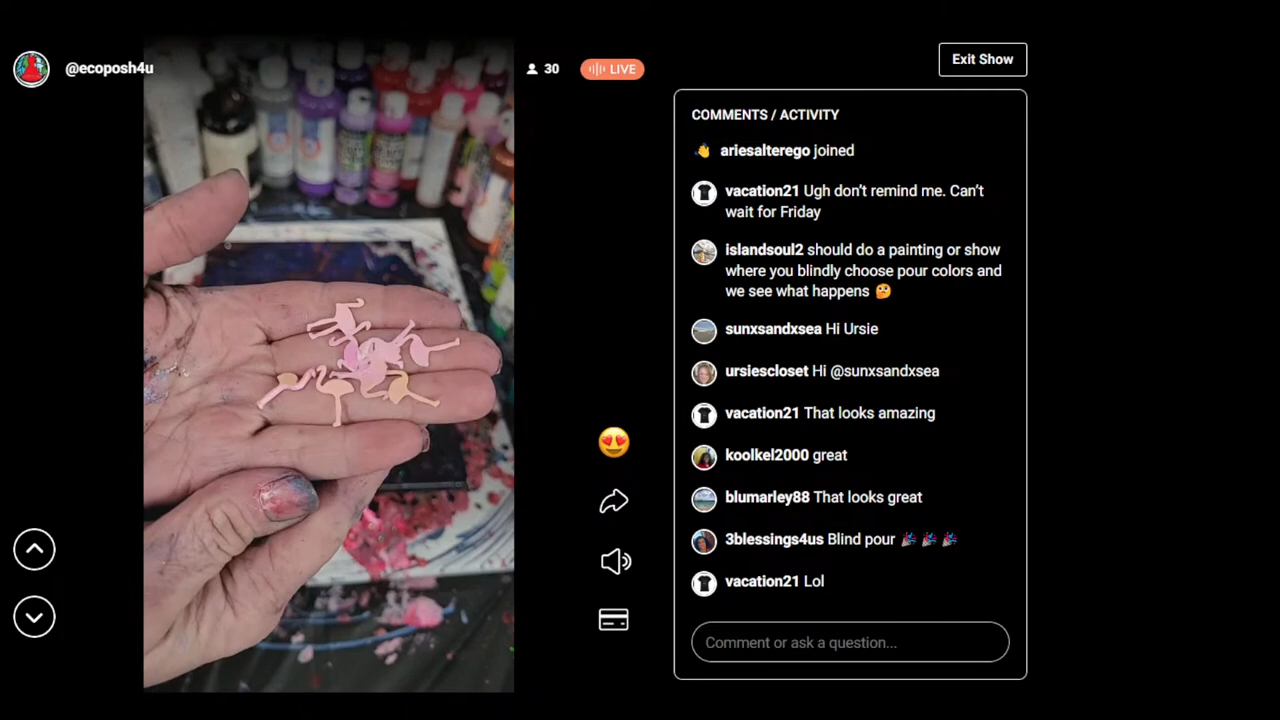 @ecoposh4u
30
LIVE
Exit Show
COMMENTS / ACTIVITY
ariesalterego joined
vacation21 Ugh don't remind me. Can't
wait for Friday
islandsoul2 should do a painting or show
where you blindly choose pour colors and
we see what happens 🤔
sunxsandxsea Hi Ursie
ursiescloset Hi @sunxsandxsea
vacation21 That looks amazing
koolkel2000 great
blumarley88 That looks great
3blessings4us Blind pour 🎉 🎉 🎉
vacation21 Lol
Comment or ask a question...